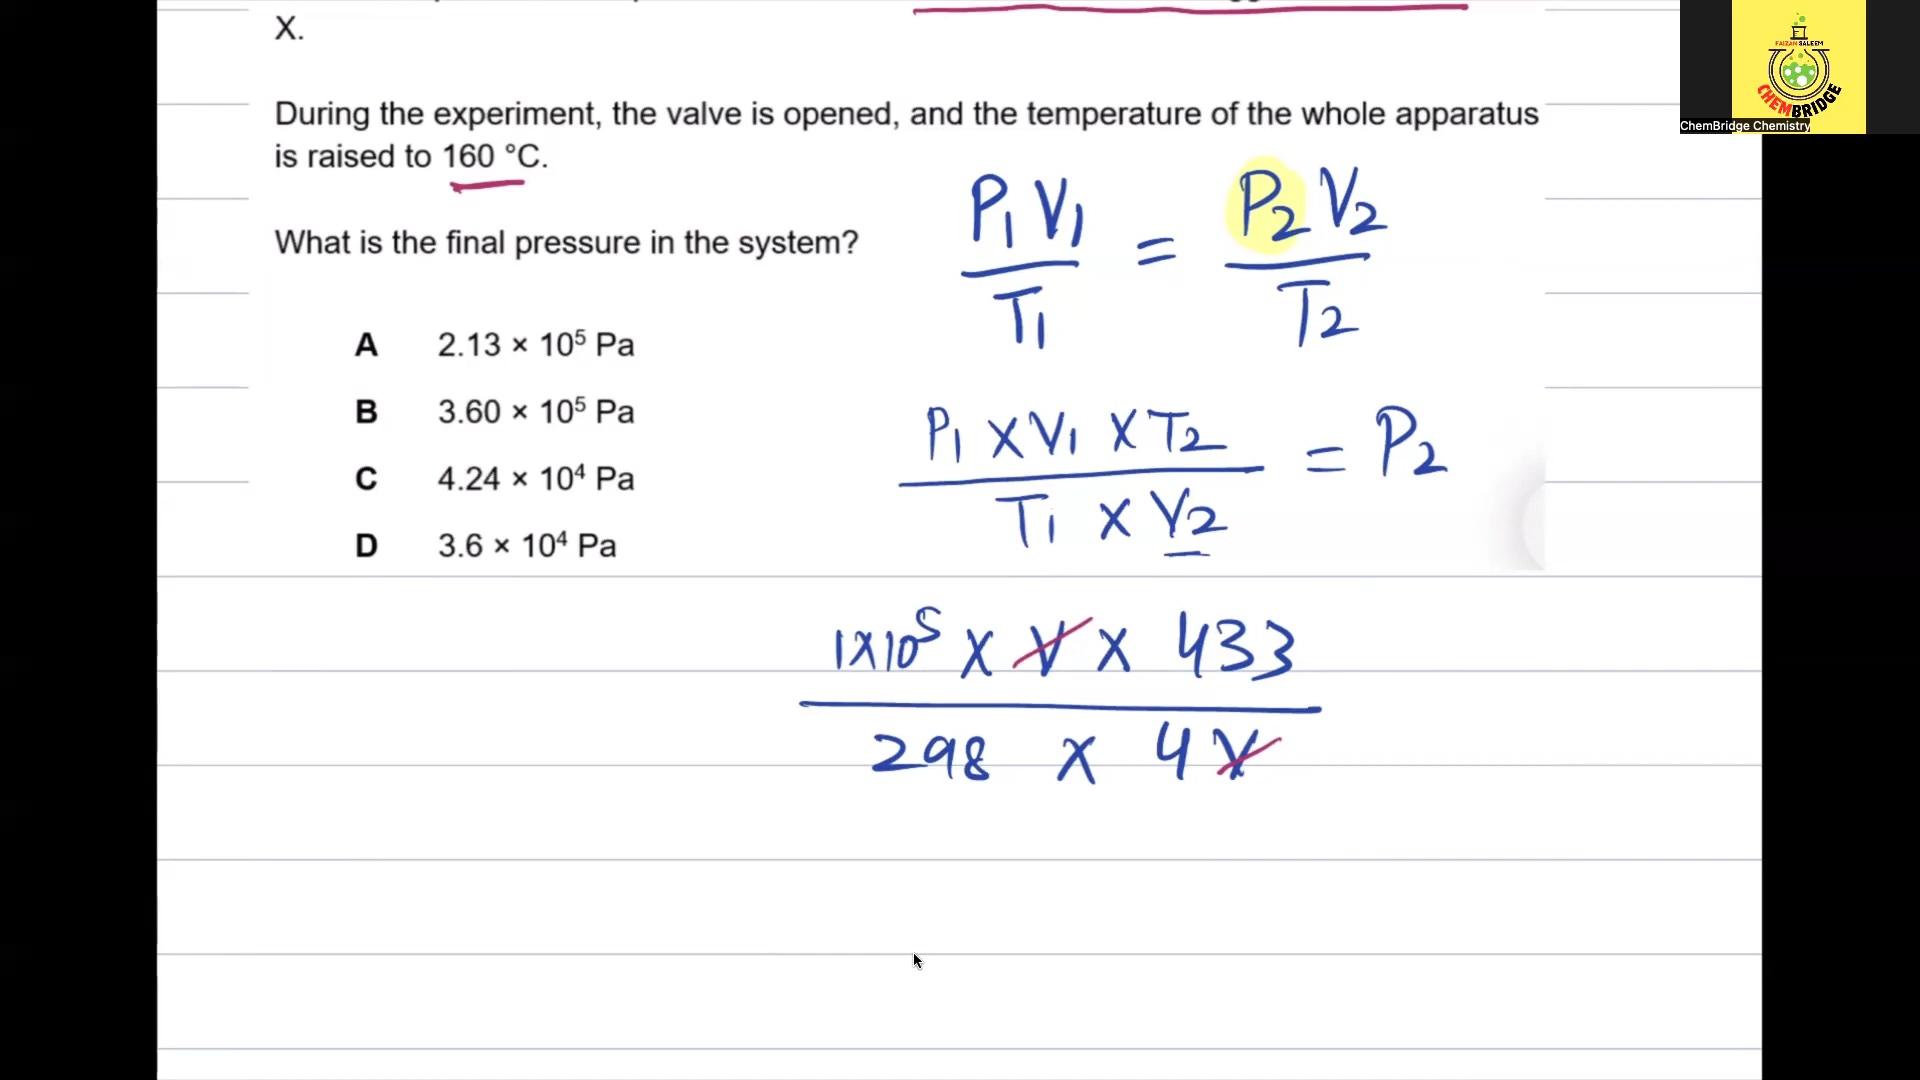 X.
FAIZAN SALEEM
CHEMBRIDGE
ChemBridge Chemistry
During the experiment, the valve is opened, and the temperature of the whole apparatus
is raised to 160 °C.
What is the final pressure in the system?
A 2.13 × 10⁵ Pa
B 3.60 × 10⁵ Pa
C 4.24 × 10⁴ Pa
D 3.6 × 10⁴ Pa
P₁V₁ / T₁ = P₂V₂ / T₂
P₁ × V₁ × T₂ / T₁ × V₂ = P₂
1×10⁵ × V × 433
298 × 4V